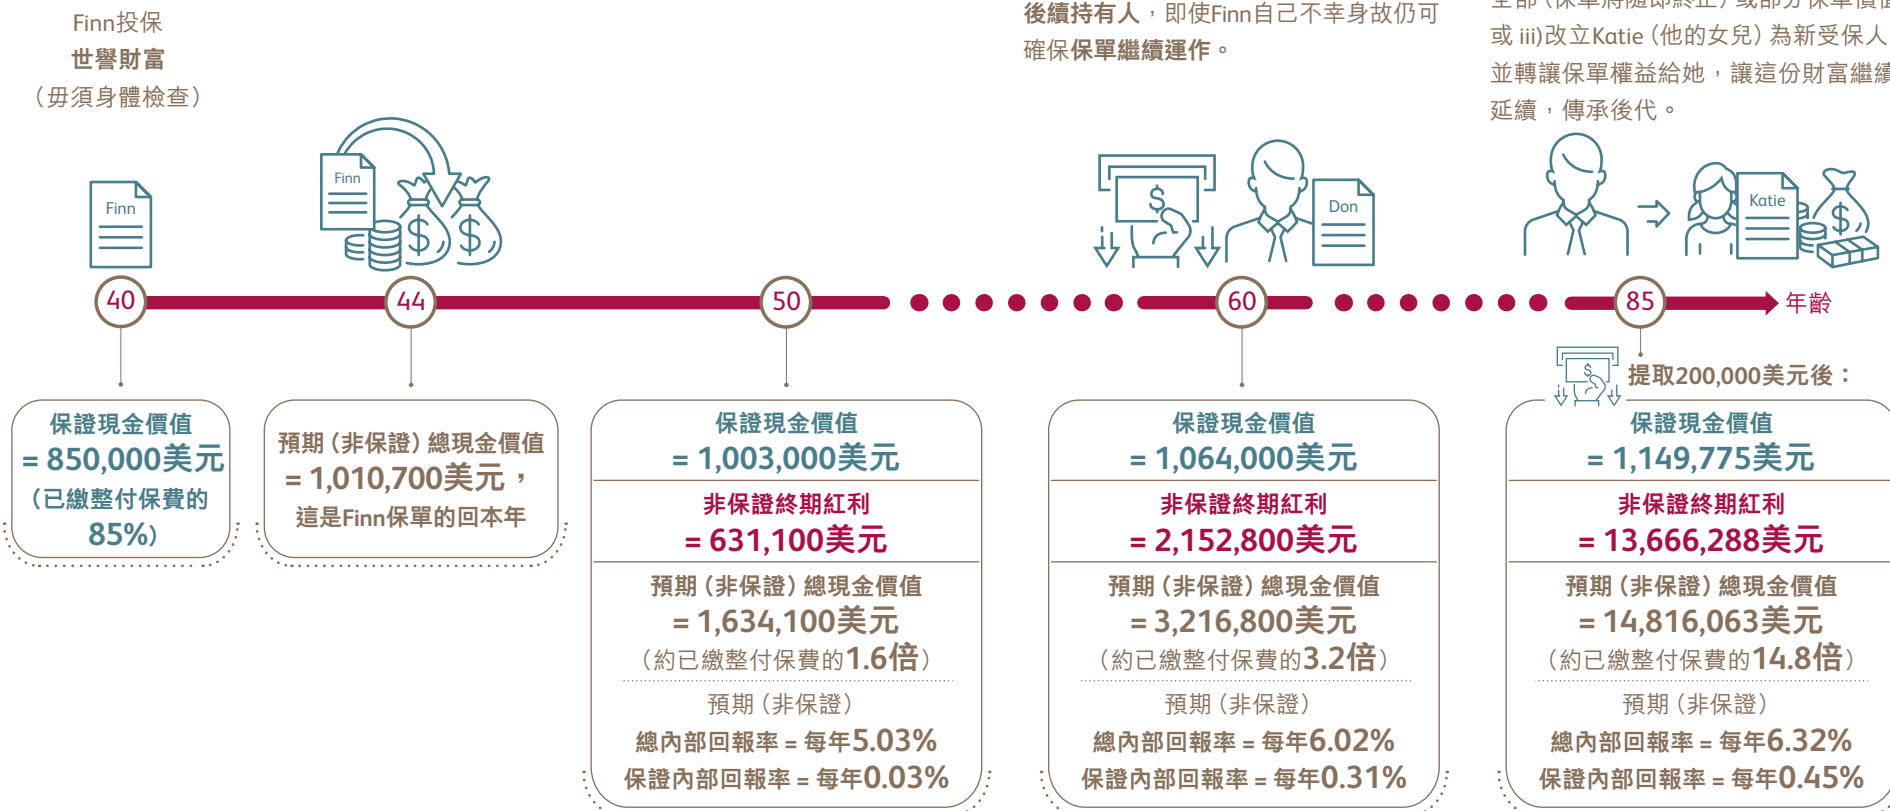 Finn投保
世譽財富
（毋須身體檢查）
後續持有人，即使Finn自己不幸身故仍可
確保保單繼續運作。
全部（保單將隨即終止）或部分保單價值
或 iii)改立Katie（他的女兒）為新受保人
並轉讓保單權益給她，讓這份財富繼續
延續，傳承後代。
Finn
Finn
Don
Katie
40
44
50
60
85
年齡
保證現金價值
= 850,000美元
（已繳整付保費的
85%）
預期（非保證）總現金價值
= 1,010,700美元，
這是Finn保單的回本年
保證現金價值
= 1,003,000美元
非保證終期紅利
= 631,100美元
預期（非保證）總現金價值
= 1,634,100美元
（約已繳整付保費的1.6倍）
預期（非保證）
總內部回報率 = 每年5.03%
保證內部回報率 = 每年0.03%
保證現金價值
= 1,064,000美元
非保證終期紅利
= 2,152,800美元
預期（非保證）總現金價值
= 3,216,800美元
（約已繳整付保費的3.2倍）
預期（非保證）
總內部回報率 = 每年6.02%
保證內部回報率 = 每年0.31%
提取200,000美元後：
保證現金價值
= 1,149,775美元
非保證終期紅利
= 13,666,288美元
預期（非保證）總現金價值
= 14,816,063美元
（約已繳整付保費的14.8倍）
預期（非保證）
總內部回報率 = 每年6.32%
保證內部回報率 = 每年0.45%